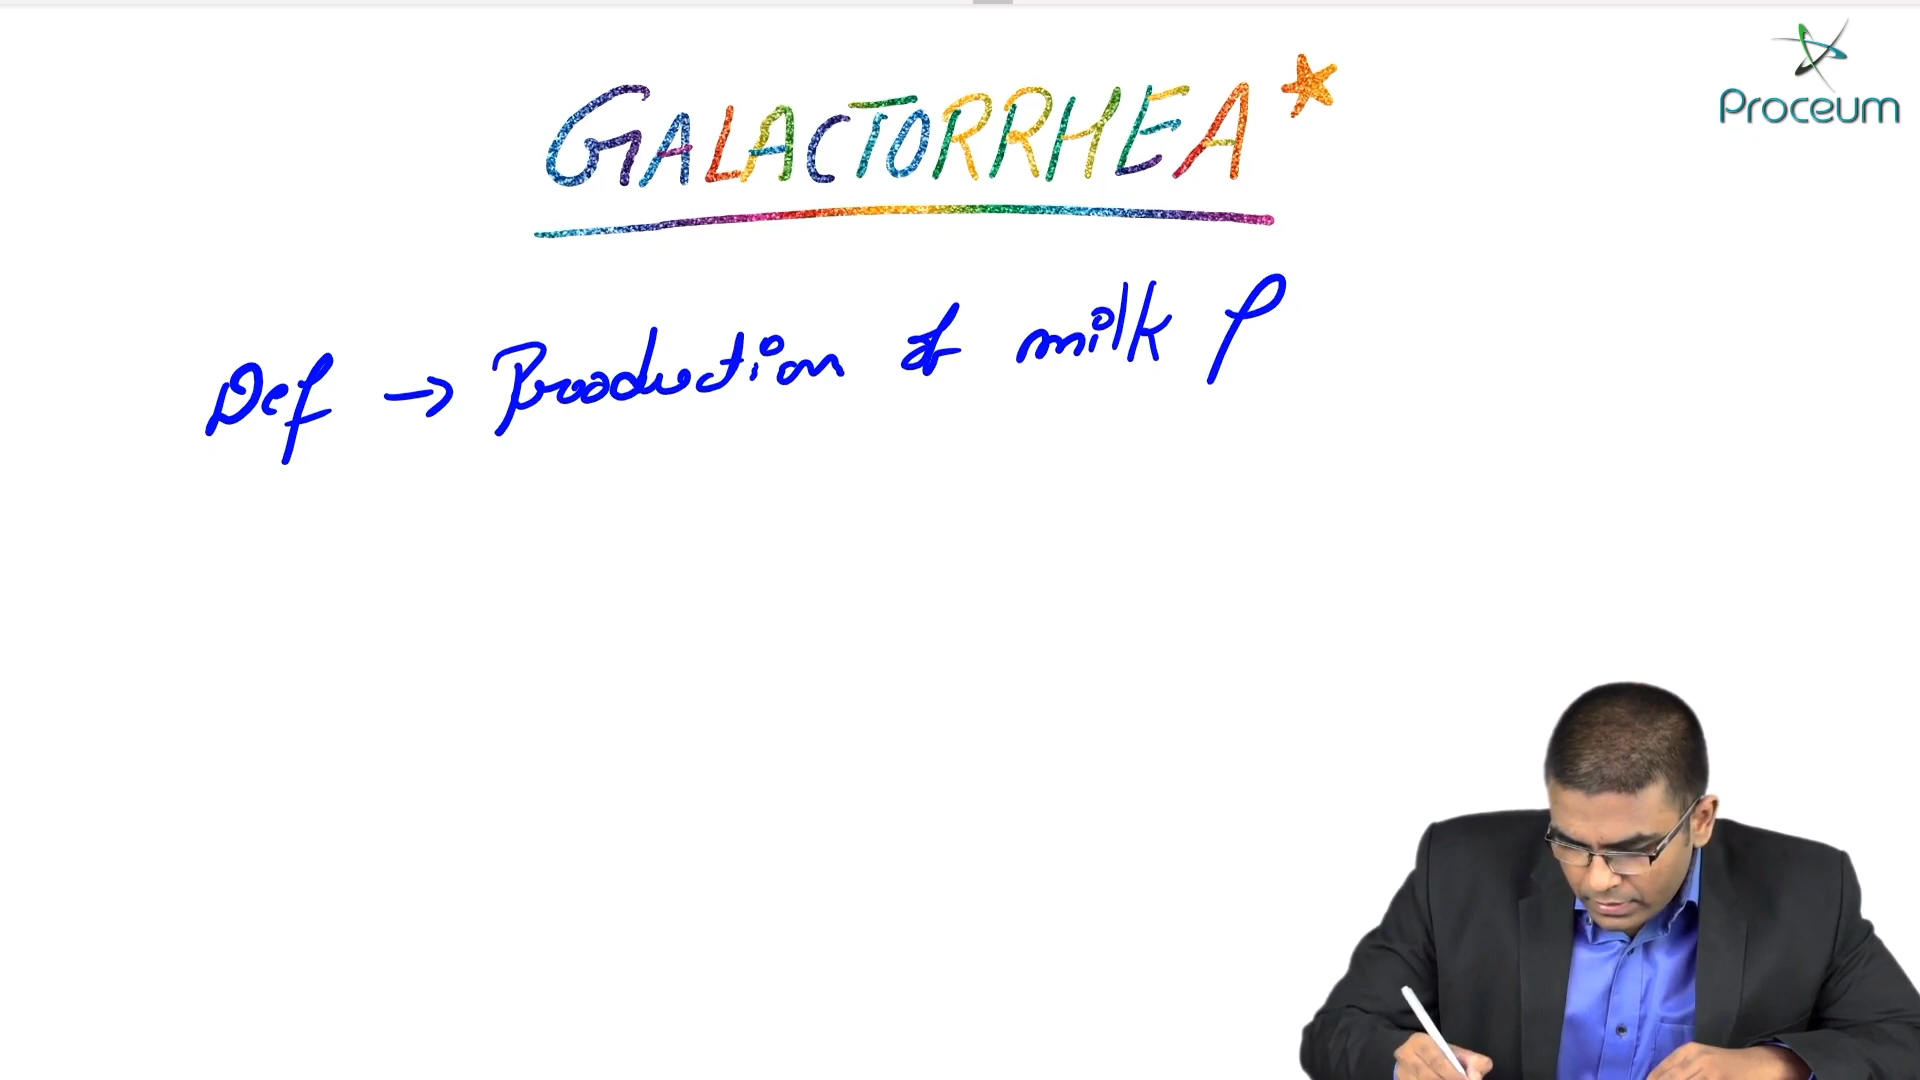 Proceum
GALACTORRHEA*
Def → Production of milk f